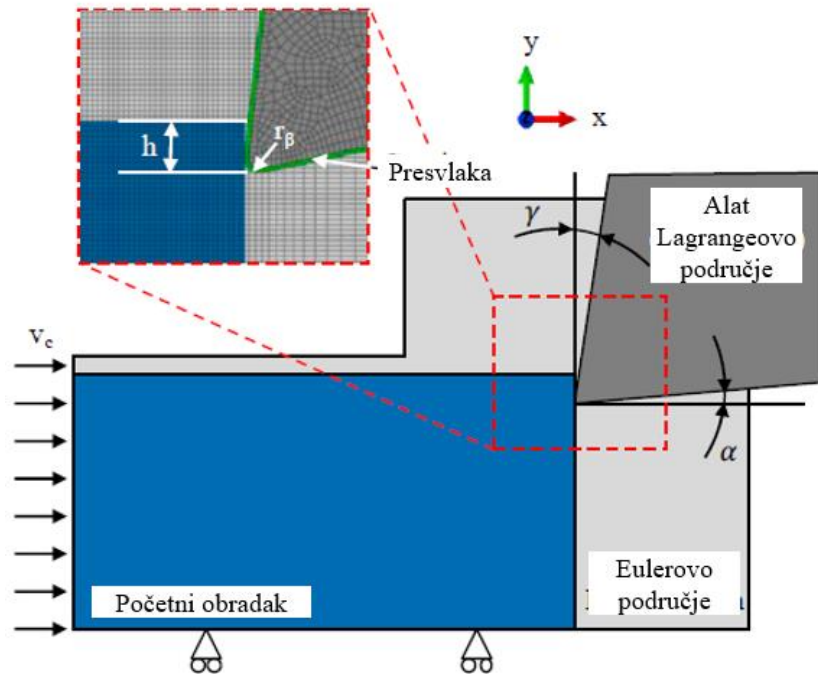 y
x
h
rβ
Presvlaka
γ
Alat
Lagrangeovo
područje
vc
α
Početni obradak
Eulerovo
područje